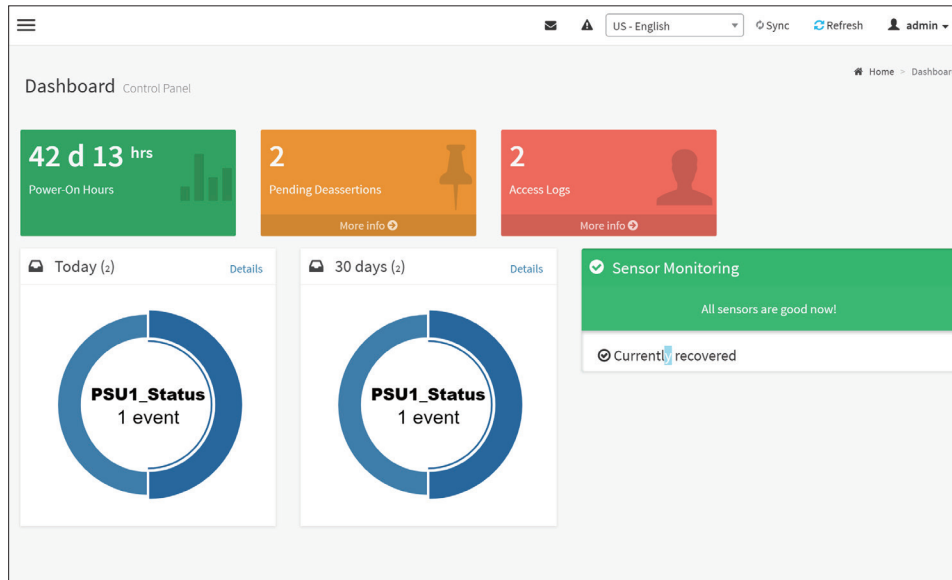 US - English
Sync
Refresh
admin
Dashboard Control Panel
Home > Dashboar
42 d 13 hrs
Power-On Hours
2
Pending Deassertions
More info
2
Access Logs
More info
Today (2)
Details
PSU1_Status
1 event
30 days (2)
Details
PSU1_Status
1 event
Sensor Monitoring
All sensors are good now!
Currently recovered